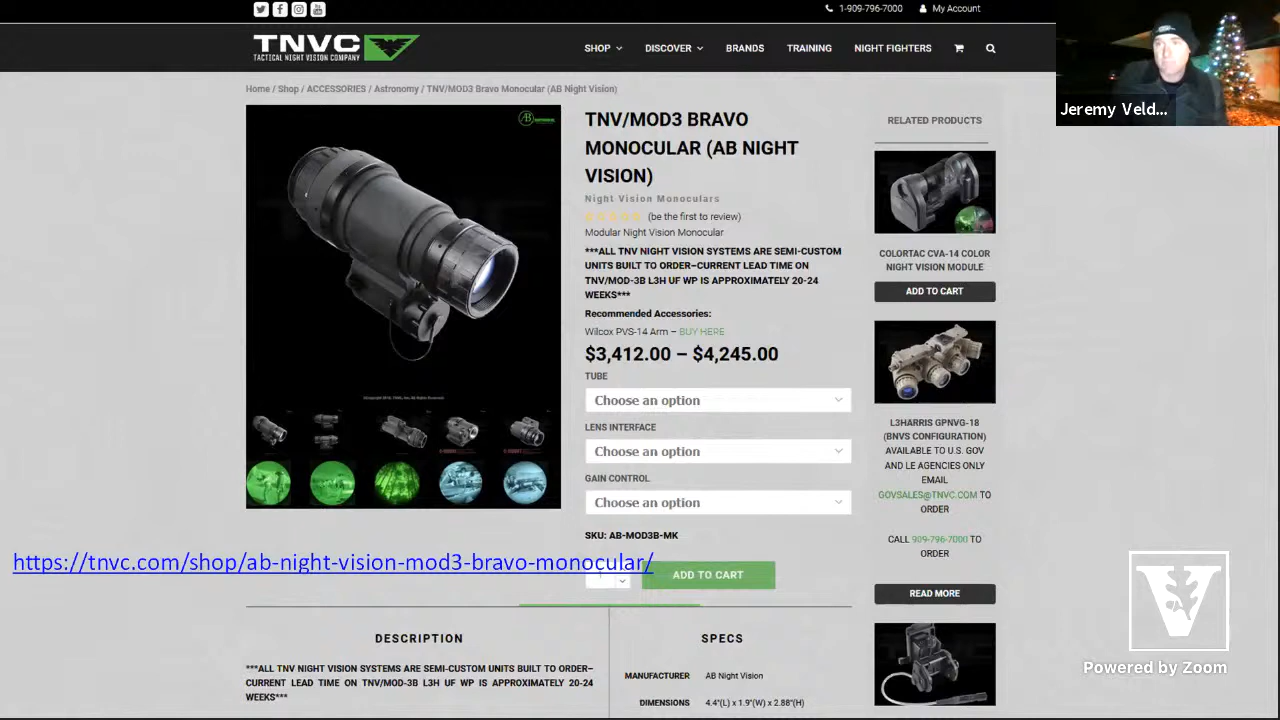 1-909-796-7000
My Account
TNVC
TACTICAL NIGHT VISION COMPANY
SHOP
DISCOVER
BRANDS
TRAINING
NIGHT FIGHTERS
Jeremy Veld...
Home / Shop / ACCESSORIES / Astronomy / TNV/MOD3 Bravo Monocular (AB Night Vision)
AB
TNV/MOD3 BRAVO
MONOCULAR (AB NIGHT
VISION)
Night Vision Monoculars
(be the first to review)
Modular Night Vision Monocular
***ALL TNV NIGHT VISION SYSTEMS ARE SEMI-CUSTOM
UNITS BUILT TO ORDER–CURRENT LEAD TIME ON
TNV/MOD-3B L3H UF WP IS APPROXIMATELY 20-24
WEEKS***
Recommended Accessories:
Wilcox PVS-14 Arm – BUY HERE
$3,412.00 – $4,245.00
TUBE
Choose an option
LENS INTERFACE
Choose an option
GAIN CONTROL
Choose an option
SKU: AB-MOD3B-MK
https://tnvc.com/shop/ab-night-vision-mod3-bravo-monocular/
1
ADD TO CART
DESCRIPTION
***ALL TNV NIGHT VISION SYSTEMS ARE SEMI-CUSTOM UNITS BUILT TO ORDER–
CURRENT LEAD TIME ON TNV/MOD-3B L3H UF WP IS APPROXIMATELY 20-24
WEEKS***
SPECS
MANUFACTURER AB Night Vision
DIMENSIONS 4.4"(L) x 1.9"(W) x 2.88"(H)
RELATED PRODUCTS
COLORTAC CVA-14 COLOR
NIGHT VISION MODULE
ADD TO CART
L3HARRIS GPNVG-18
(BNVS CONFIGURATION)
AVAILABLE TO U.S. GOV
AND LE AGENCIES ONLY
EMAIL
GOVSALES@TNVC.COM TO
ORDER
CALL 909-796-7000 TO
ORDER
READ MORE
V
Powered by Zoom